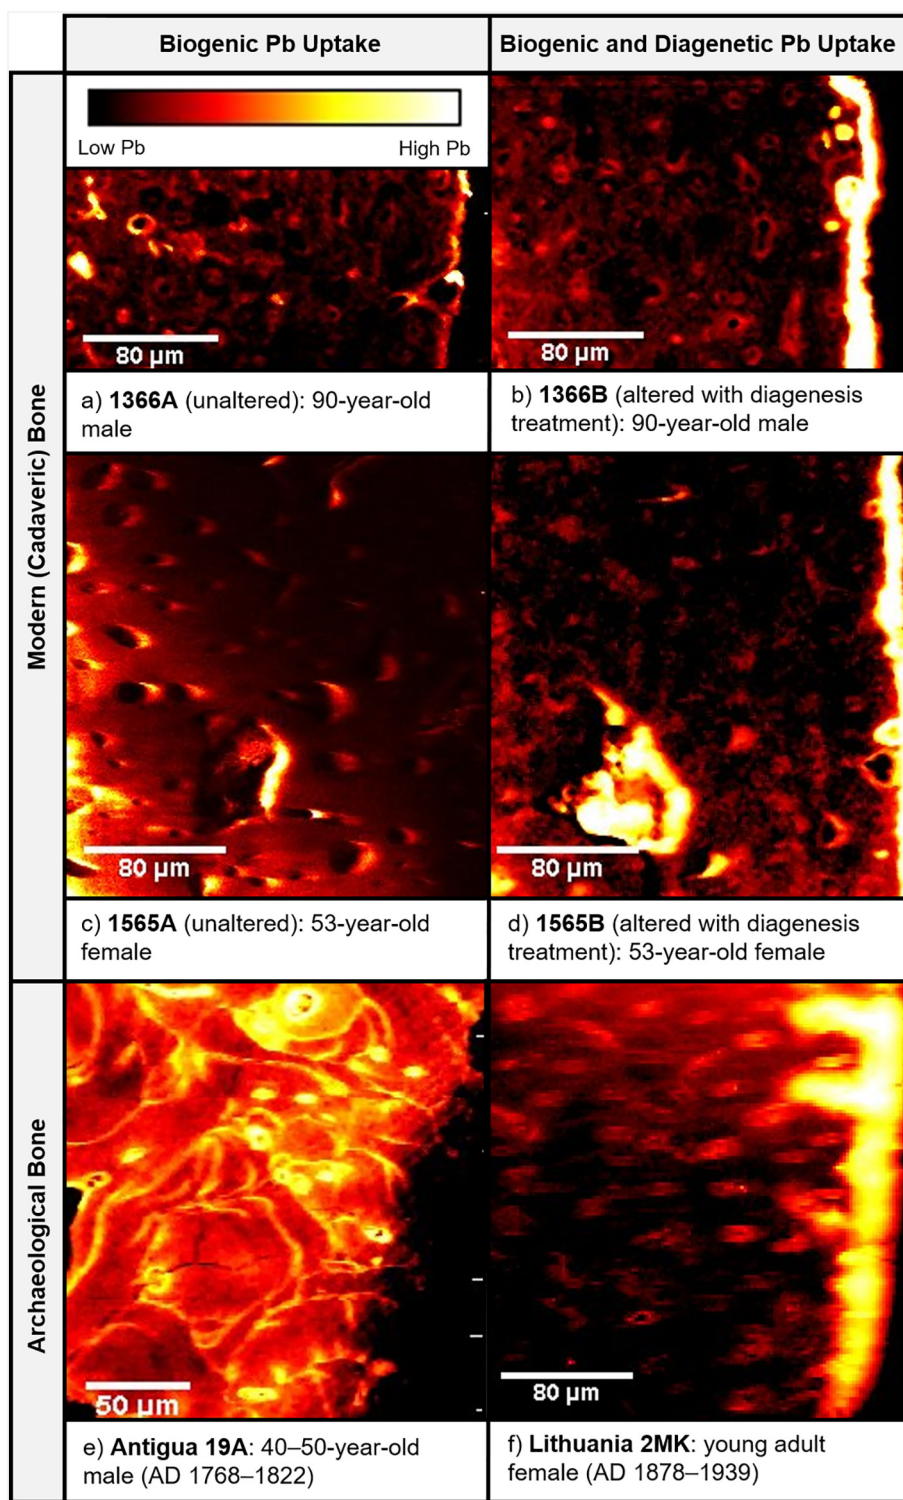 Biogenic Pb Uptake
Biogenic and Diagenetic Pb Uptake
Modern (Cadaveric) Bone
Low Pb
High Pb
80 µm
80 µm
a) 1366A (unaltered): 90-year-old
male
b) 1366B (altered with diagenesis
treatment): 90-year-old male
80 µm
80 µm
c) 1565A (unaltered): 53-year-old
female
d) 1565B (altered with diagenesis
treatment): 53-year-old female
Archaeological Bone
50 µm
80 µm
e) Antigua 19A: 40–50-year-old
male (AD 1768–1822)
f) Lithuania 2MK: young adult
female (AD 1878–1939)